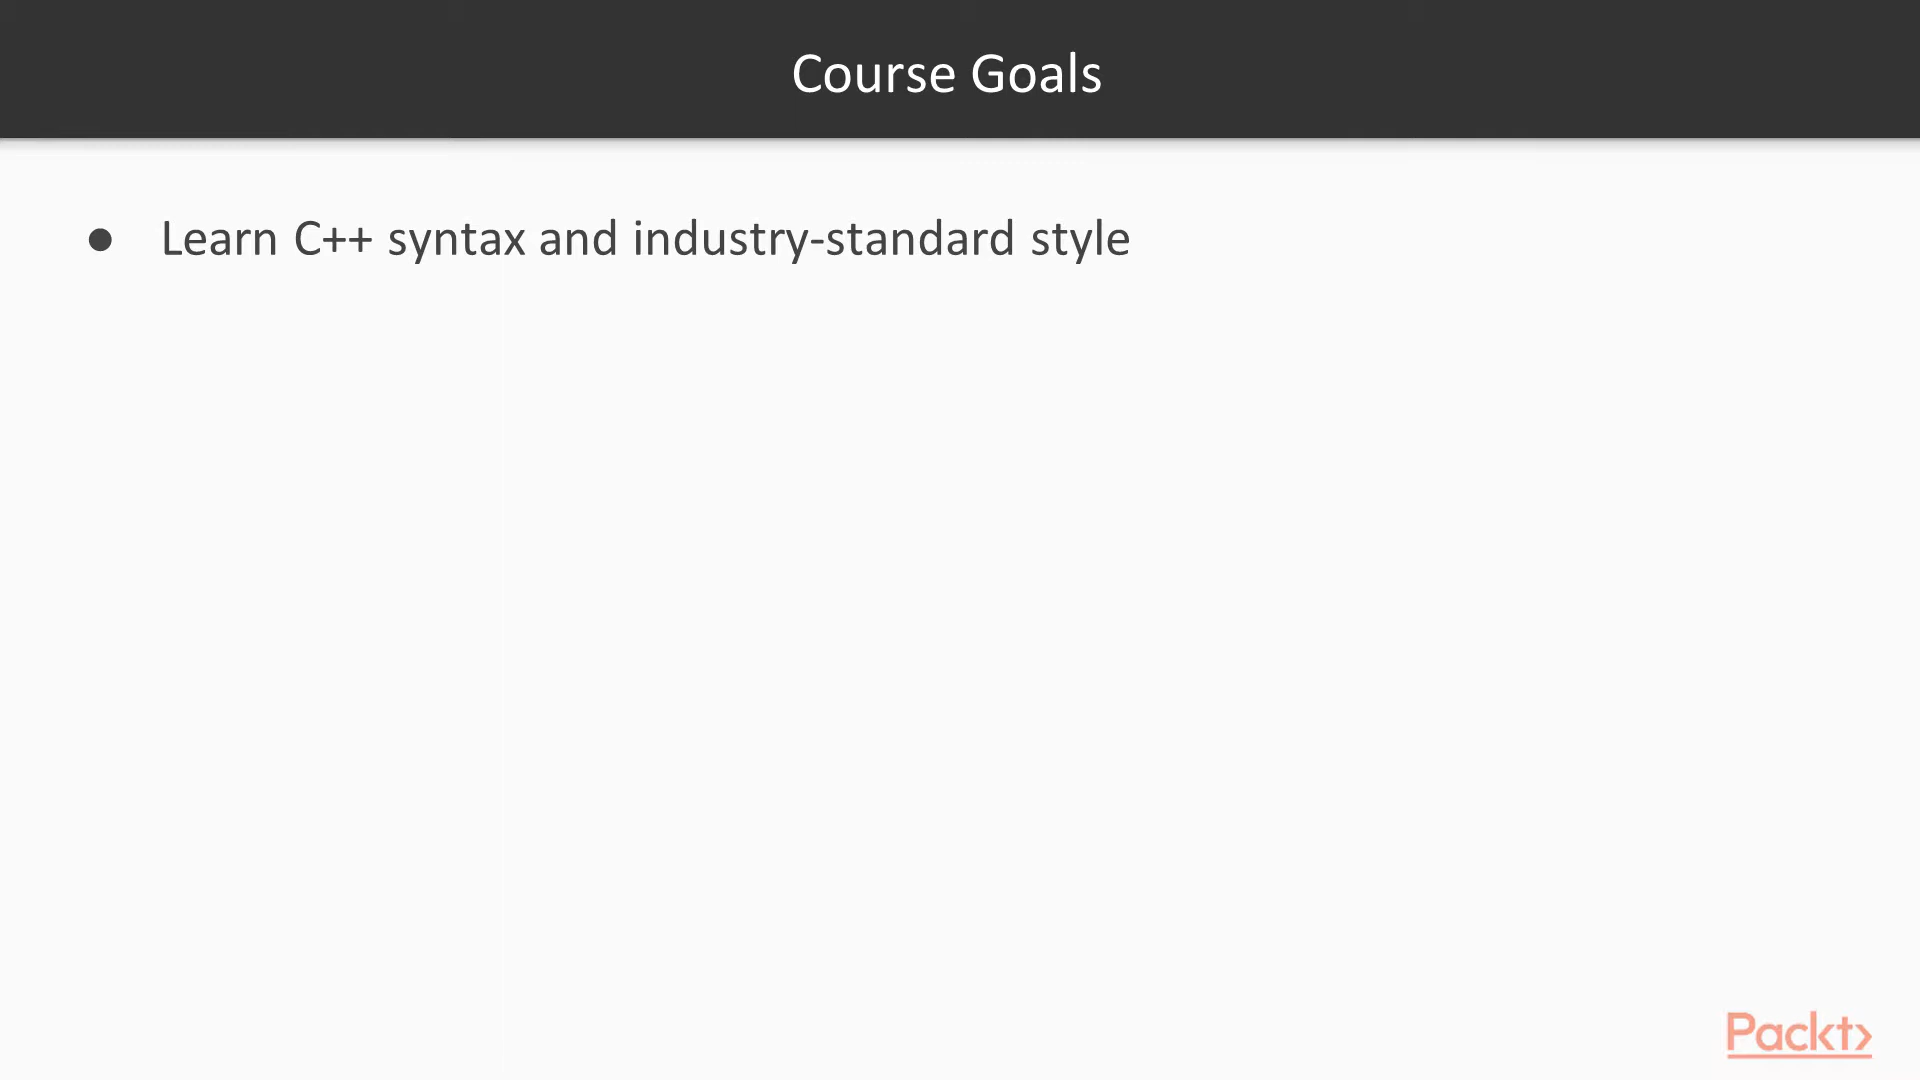 Course Goals
● Learn C++ syntax and industry-standard style
Packt>